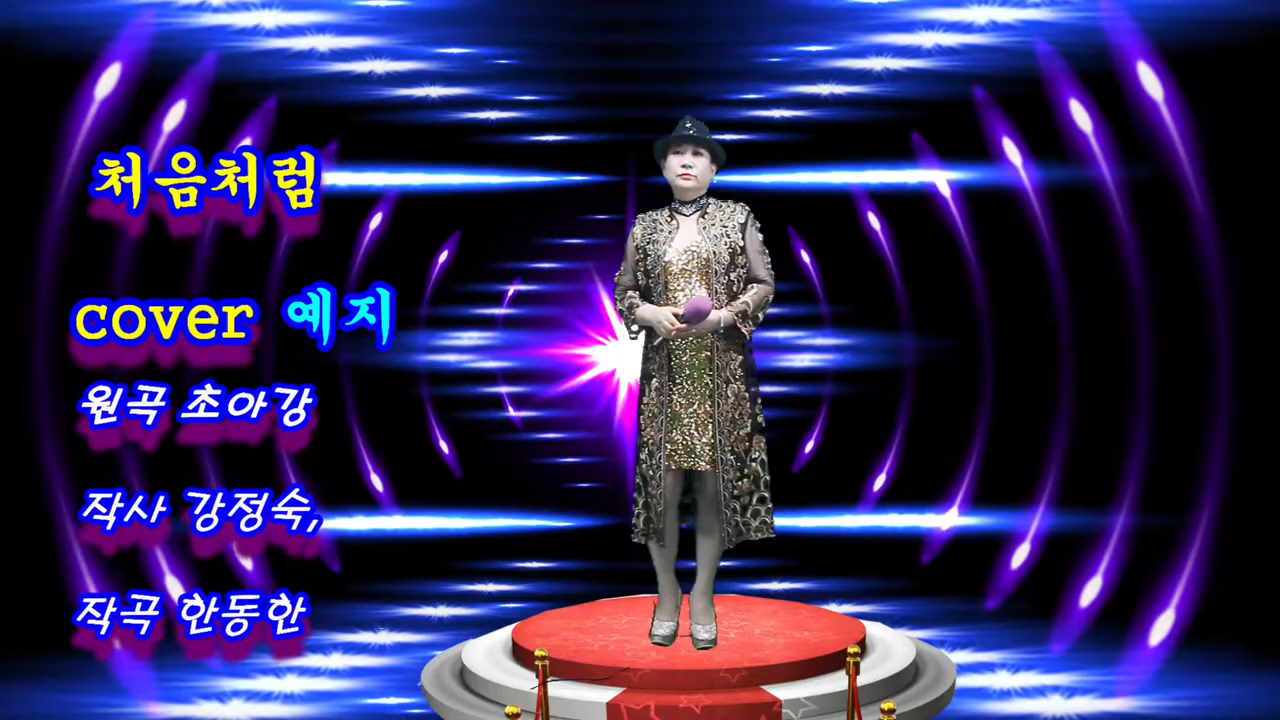 처음처럼
cover 예지
원곡 초아강
작사 강정숙,
작곡 한동한